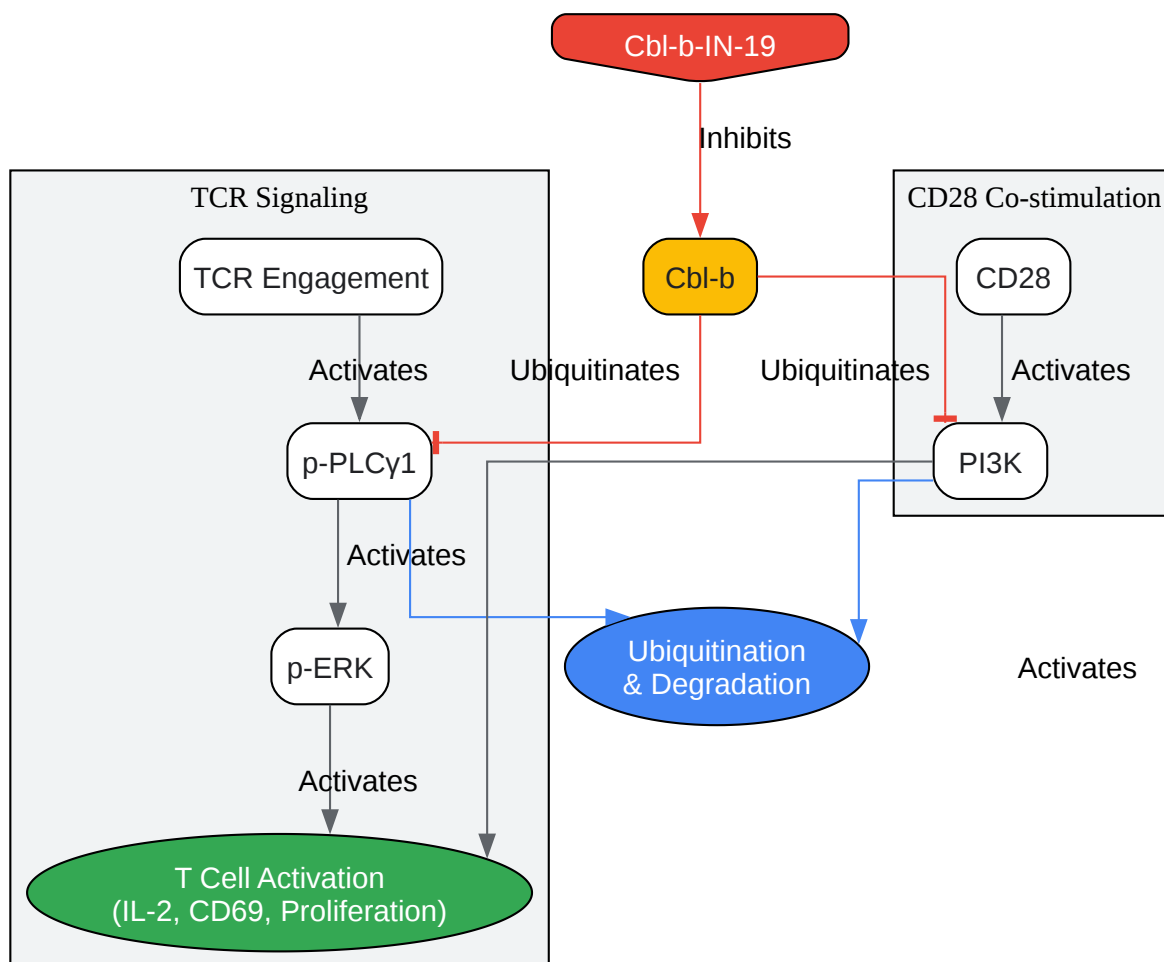 Cbl-b-IN-19
Inhibits
TCR Signaling
CD28 Co-stimulation
TCR Engagement
Cbl-b
CD28
Activates
Ubiquitinates
Ubiquitinates
Activates
p-PLCγ1
PI3K
Activates
p-ERK
Ubiquitination
& Degradation
Activates
Activates
T Cell Activation
(IL-2, CD69, Proliferation)